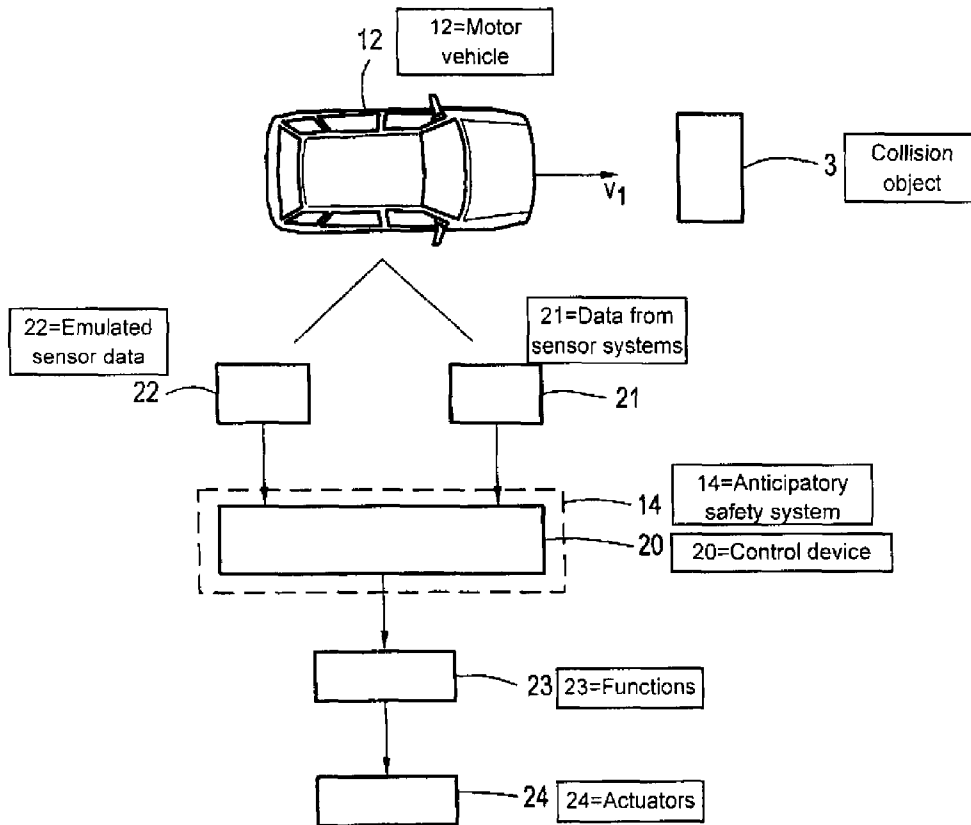 12
12=Motor
vehicle
V1
3
Collision
object
22=Emulated
sensor data
22
21=Data from
sensor systems
21
14
14=Anticipatory
safety system
20
20=Control device
23
23=Functions
24
24=Actuators